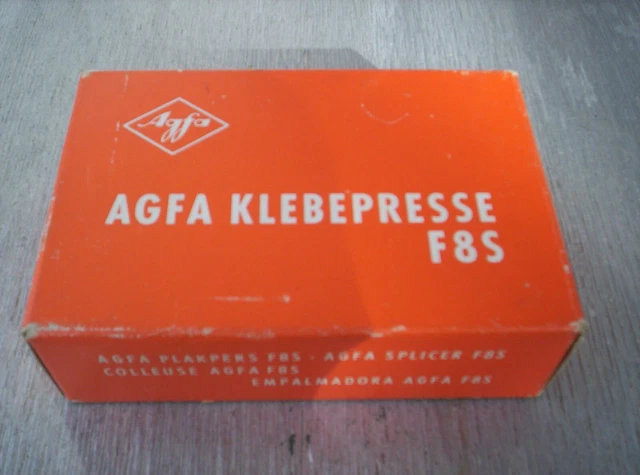 Agfa
AGFA KLEBEPRESSE
F8S
AGFA PLAKPERS F8S · AGFA SPLICER F8S
COLLEUSE AGFA F8S
EMPALMADORA AGFA F8S